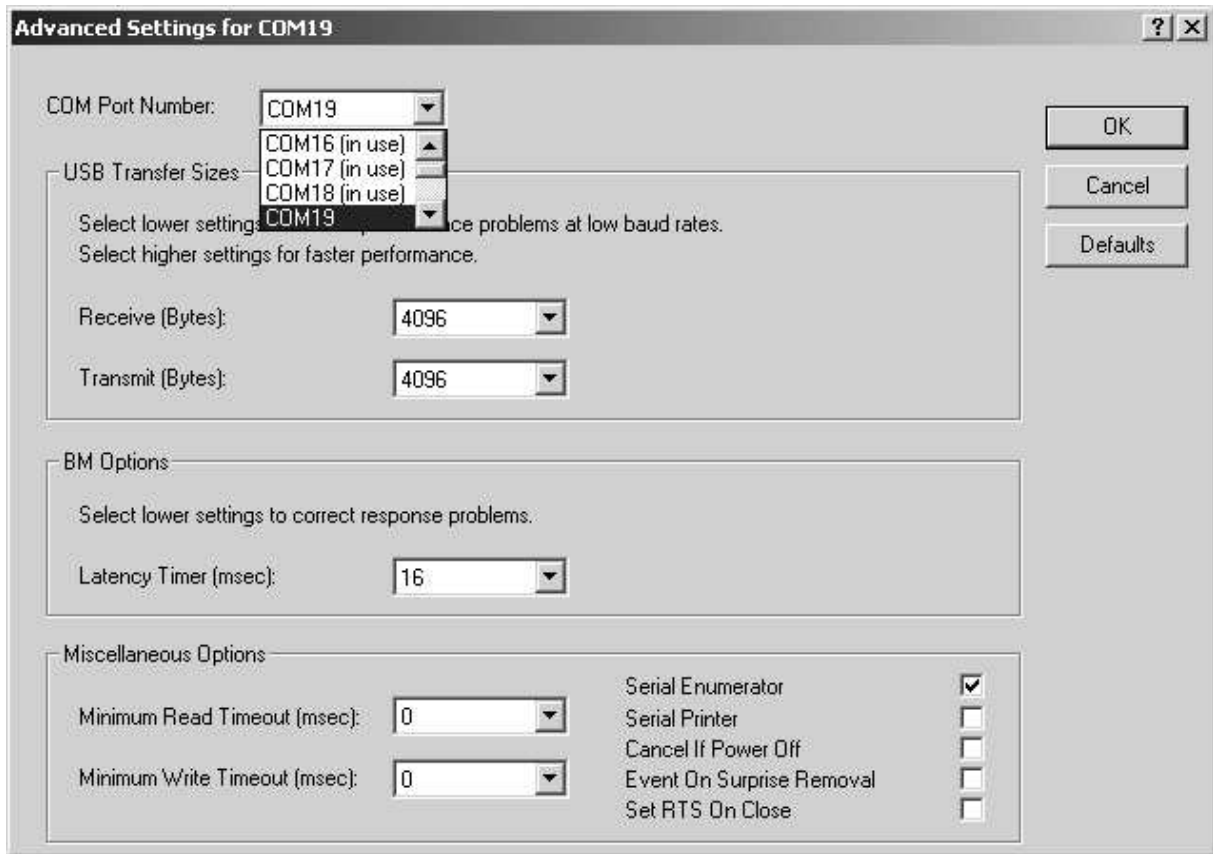 Advanced Settings for COM19
COM Port Number:
COM19
COM16 (in use)
COM17 (in use)
COM18 (in use)
COM19
OK
Cancel
Defaults
USB Transfer Sizes
Select lower settings ce problems at low baud rates.
Select higher settings for faster performance.
Receive (Bytes):
4096
Transmit (Bytes):
4096
BM Options
Select lower settings to correct response problems.
Latency Timer (msec):
16
Miscellaneous Options
Minimum Read Timeout (msec):
0
Minimum Write Timeout (msec):
0
Serial Enumerator
Serial Printer
Cancel If Power Off
Event On Surprise Removal
Set RTS On Close